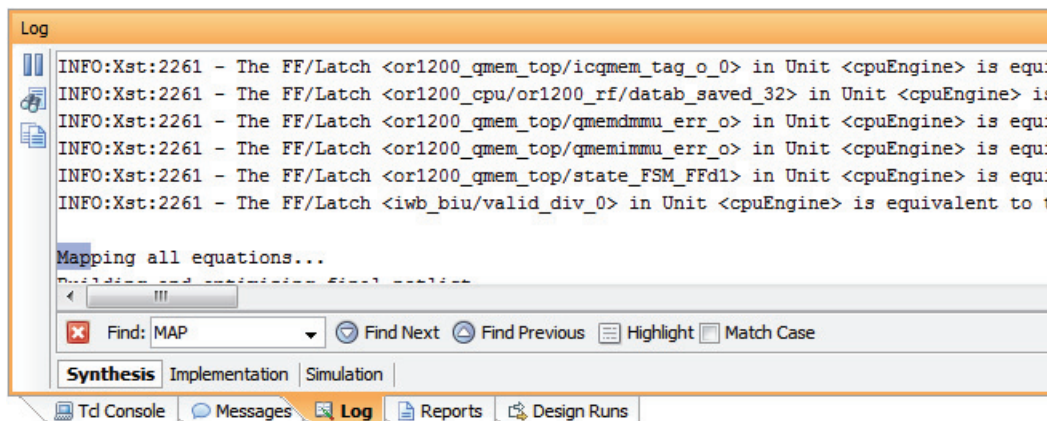 Log
INFO:Xst:2261 - The FF/Latch <or1200_qmem_top/icqmem_tag_o_0> in Unit <cpuEngine> is equi
INFO:Xst:2261 - The FF/Latch <or1200_cpu/or1200_rf/datab_saved_32> in Unit <cpuEngine> is
INFO:Xst:2261 - The FF/Latch <or1200_qmem_top/qmemdmmu_err_o> in Unit <cpuEngine> is equi
INFO:Xst:2261 - The FF/Latch <or1200_qmem_top/qmemimmu_err_o> in Unit <cpuEngine> is equi
INFO:Xst:2261 - The FF/Latch <or1200_qmem_top/state_FSM_FFd1> in Unit <cpuEngine> is equi
INFO:Xst:2261 - The FF/Latch <iwb_biu/valid_div_0> in Unit <cpuEngine> is equivalent to t
Mapping all equations...
Building and optimizing final netlist
Find: MAP Find Next Find Previous Highlight Match Case
Synthesis Implementation Simulation
Tcl Console Messages Log Reports Design Runs